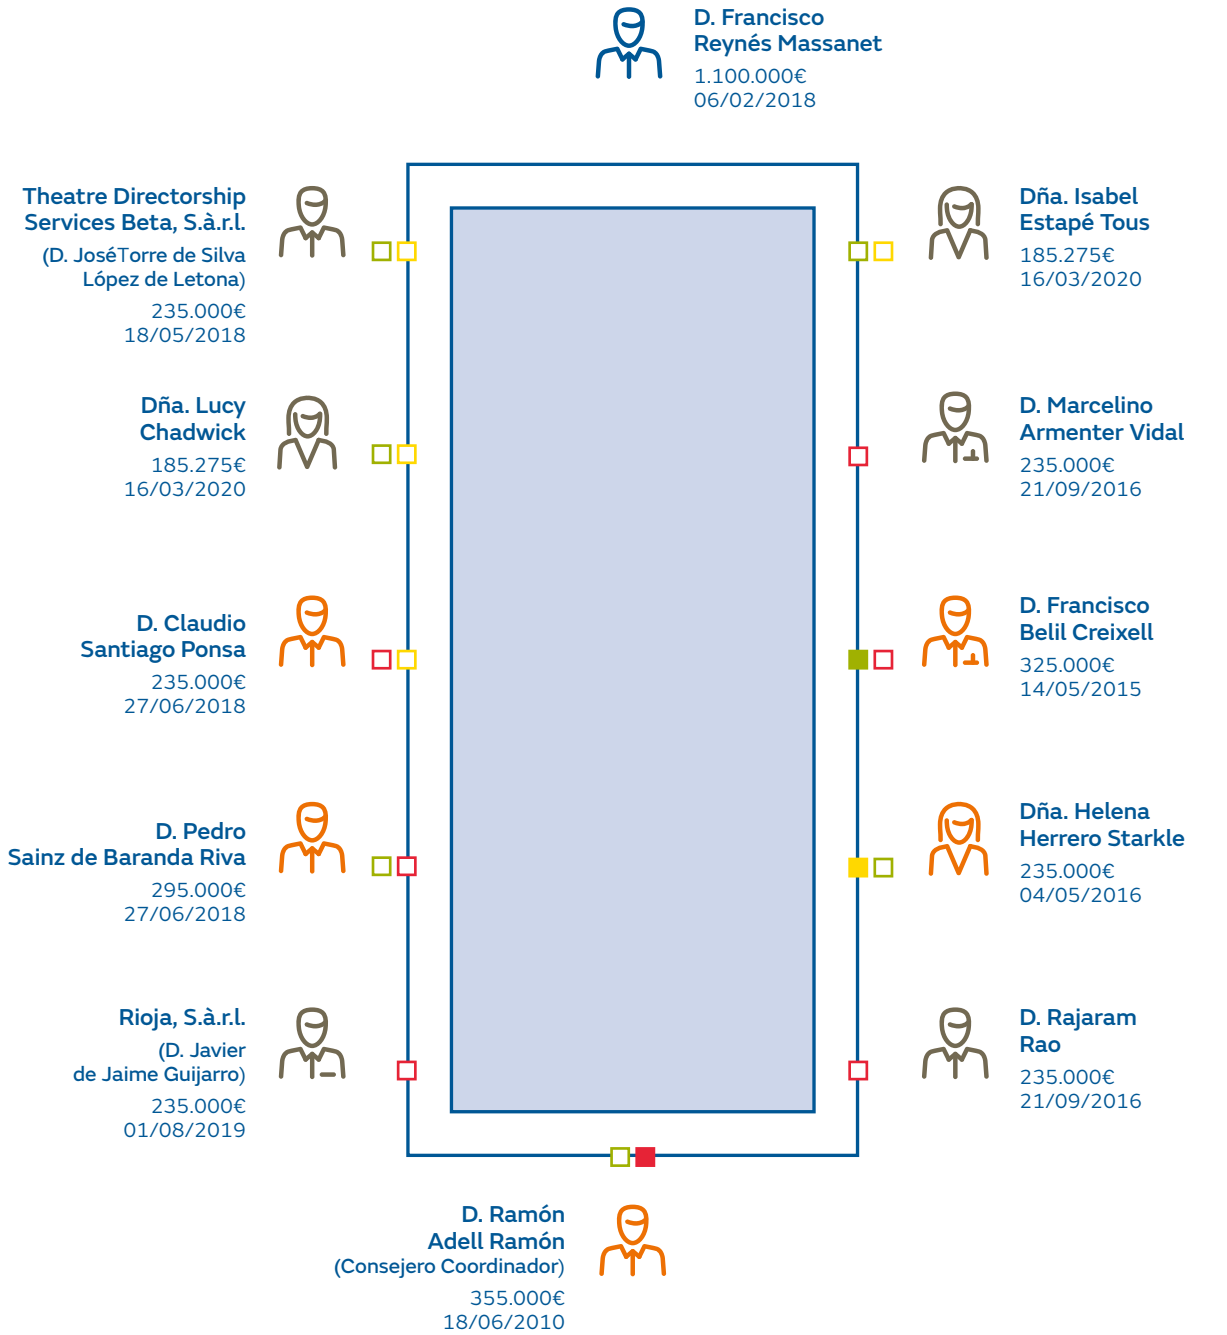 D. Francisco
Reynés Massanet
1.100.000€
06/02/2018
Theatre Directorship
Services Beta, S.à.r.l.
(D. JoséTorre de Silva
López de Letona)
235.000€
18/05/2018
Dña. Isabel
Estapé Tous
185.275€
16/03/2020
Dña. Lucy
Chadwick
185.275€
16/03/2020
D. Marcelino
Armenter Vidal
235.000€
21/09/2016
D. Claudio
Santiago Ponsa
235.000€
27/06/2018
D. Francisco
Belil Creixell
325.000€
14/05/2015
D. Pedro
Sainz de Baranda Riva
295.000€
27/06/2018
Dña. Helena
Herrero Starkle
235.000€
04/05/2016
Rioja, S.à.r.l.
(D. Javier
de Jaime Guijarro)
235.000€
01/08/2019
D. Rajaram
Rao
235.000€
21/09/2016
D. Ramón
Adell Ramón
(Consejero Coordinador)
355.000€
18/06/2010